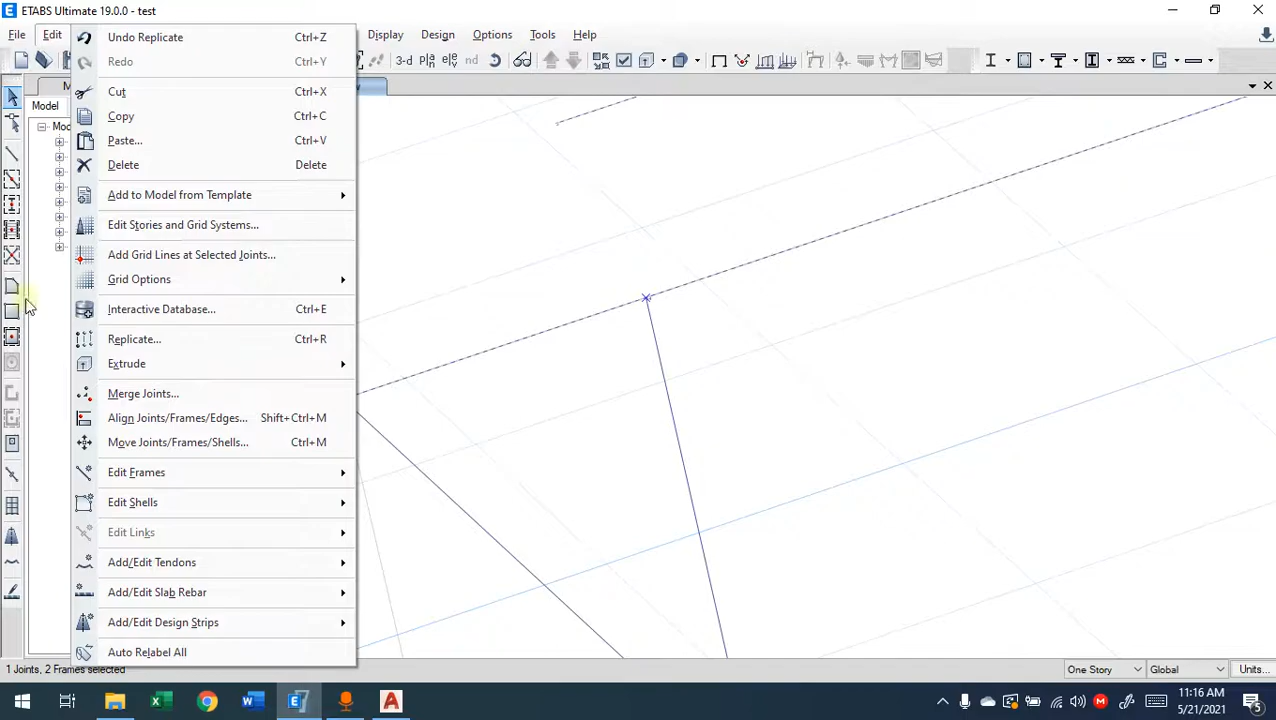 ETABS Ultimate 19.0.0 - test
File Edit Display Design Options Tools Help
Undo Replicate Ctrl+Z
Redo Ctrl+Y
Cut Ctrl+X
Copy Ctrl+C
Paste... Ctrl+V
Delete Delete
Add to Model from Template
Edit Stories and Grid Systems...
Add Grid Lines at Selected Joints...
Grid Options
Interactive Database... Ctrl+E
Replicate... Ctrl+R
Extrude
Merge Joints...
Align Joints/Frames/Edges... Shift+Ctrl+M
Move Joints/Frames/Shells... Ctrl+M
Edit Frames
Edit Shells
Edit Links
Add/Edit Tendons
Add/Edit Slab Rebar
Add/Edit Design Strips
Auto Relabel All
3-d
Model
1 Joints, 2 Frames selected
One Story Global Units...
11:16 AM
5/21/2021
5